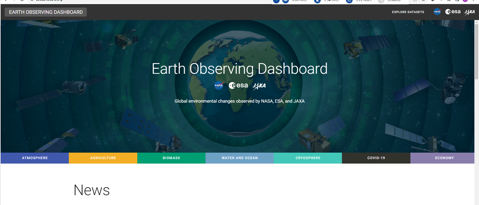 EARTH OBSERVING DASHBOARD
EXPLORE DATASETS
esa
JAXA
Earth Observing Dashboard
NASA
esa
JAXA
Global environmental changes observed by NASA, ESA, and JAXA
ATMOSPHERE
AGRICULTURE
BIOMASS
WATER AND OCEAN
CRYOSPHERE
COVID-19
ECONOMY
News